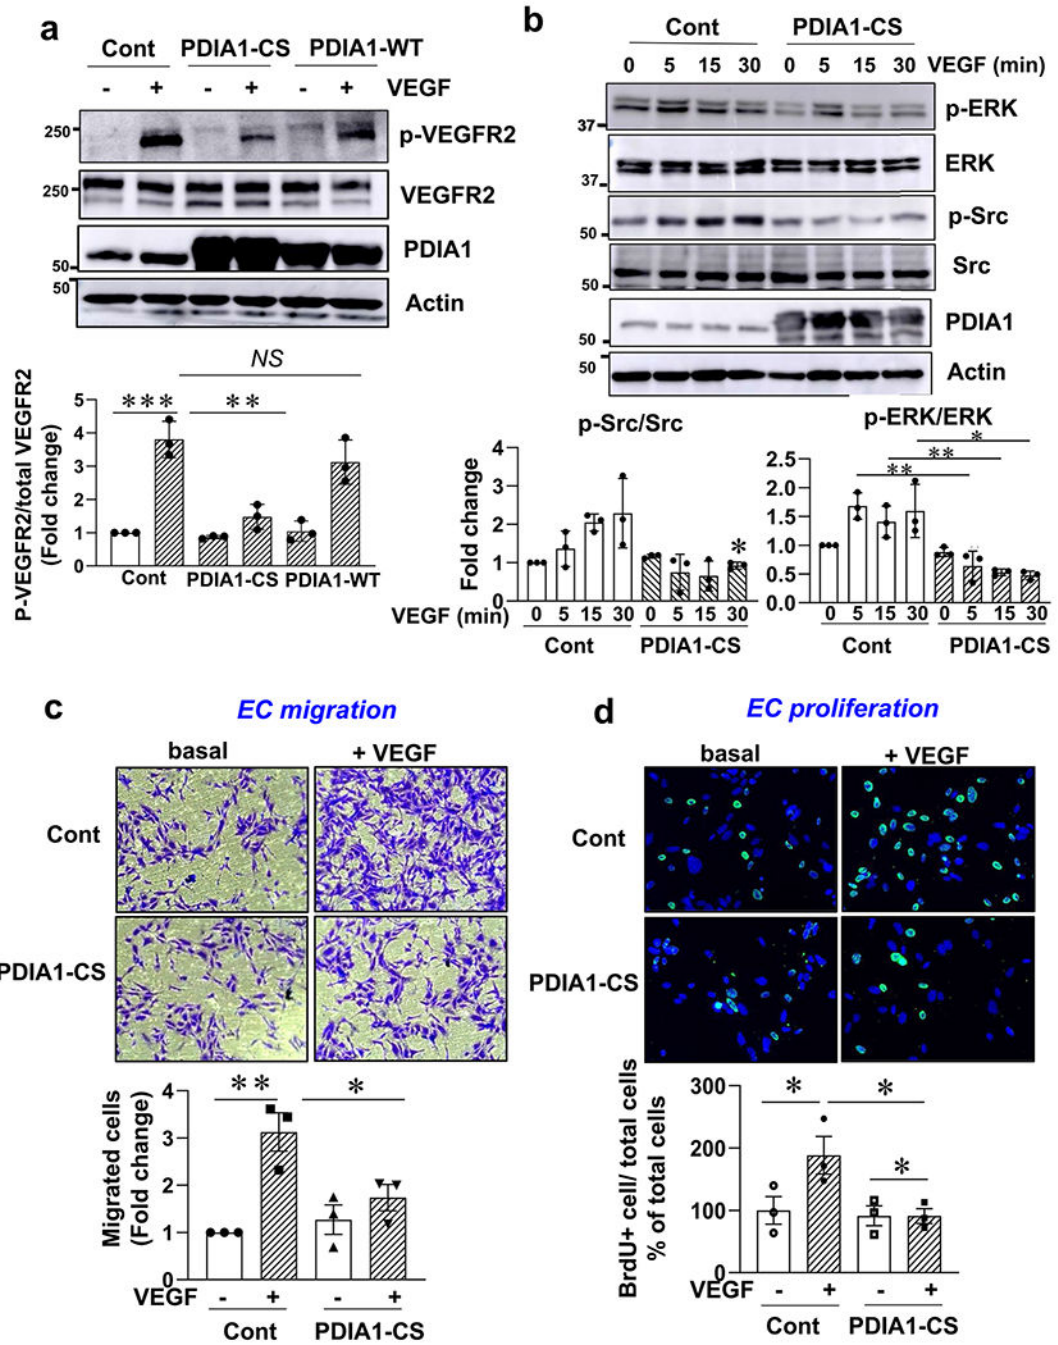 a
Cont PDIA1-CS PDIA1-WT
- + - + - + VEGF
250 p-VEGFR2
250 VEGFR2
50 PDIA1
50 Actin
NS
*** **
P-VEGFR2/total VEGFR2
(Fold change)
5
4
3
2
1
0
Cont PDIA1-CS PDIA1-WT
b
Cont PDIA1-CS
0 5 15 30 0 5 15 30 VEGF (min)
37 p-ERK
37 ERK
50 p-Src
50 Src
50 PDIA1
50 Actin
p-Src/Src
Fold change
4
3
2
1
0
*
VEGF (min) 0 5 15 30 0 5 15 30
Cont PDIA1-CS
p-ERK/ERK
*
**
**
2.5
2.0
1.5
1.0
0.5
0.0
0 5 15 30 0 5 15 30
Cont PDIA1-CS
c
EC migration
basal + VEGF
Cont
PDIA1-CS
Migrated cells
(Fold change)
4
3
2
1
0
** *
VEGF - + - +
Cont PDIA1-CS
d
EC proliferation
basal + VEGF
Cont
PDIA1-CS
BrdU+ cell/ total cells
% of total cells
300
200
100
0
* *
*
VEGF - + - +
Cont PDIA1-CS